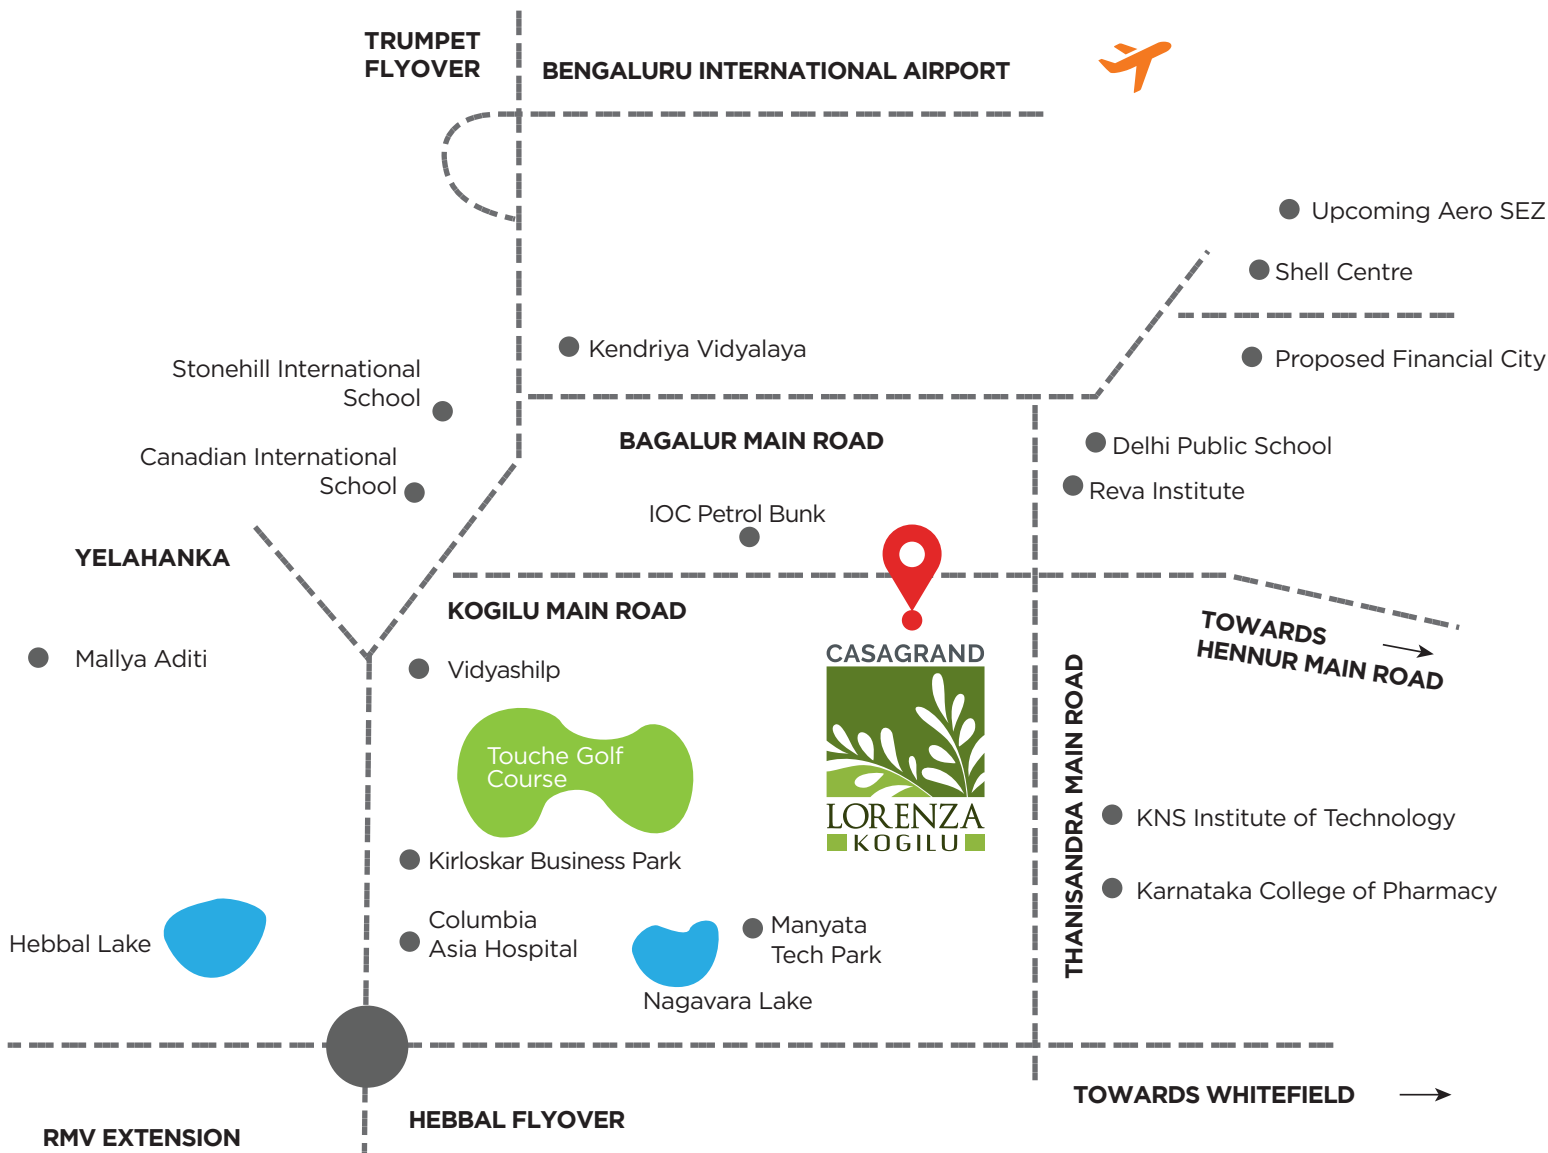 TRUMPET
FLYOVER
BENGALURU INTERNATIONAL AIRPORT
Upcoming Aero SEZ
Shell Centre
Kendriya Vidyalaya
Proposed Financial City
Stonehill International
School
BAGALUR MAIN ROAD
Delhi Public School
Canadian International
School
Reva Institute
IOC Petrol Bunk
YELAHANKA
KOGILU MAIN ROAD
TOWARDS
HENNUR MAIN ROAD
Mallya Aditi
Vidyashilp
CASAGRAND
LORENZA
KOGILU
Touche Golf
Course
THANISANDRA MAIN ROAD
KNS Institute of Technology
Kirloskar Business Park
Karnataka College of Pharmacy
Hebbal Lake
Columbia
Asia Hospital
Manyata
Tech Park
Nagavara Lake
TOWARDS WHITEFIELD
HEBBAL FLYOVER
RMV EXTENSION